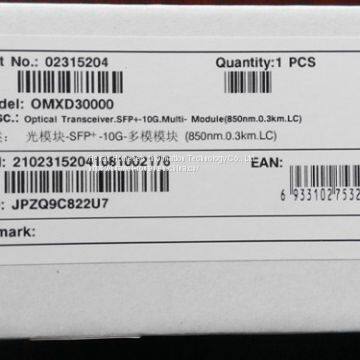 t No.: 02315204 Quantity:1 PCS
del: OMXD30000
sc.: Optical Transceiver.SFP+-10G.Multi- Module(850nm.0.3km.LC)
光模块-SFP+ -10G-多模模块 (850nm.0.3km.LC)
EAN:
JPZQ9C822U7
6 933102 7532
mark: